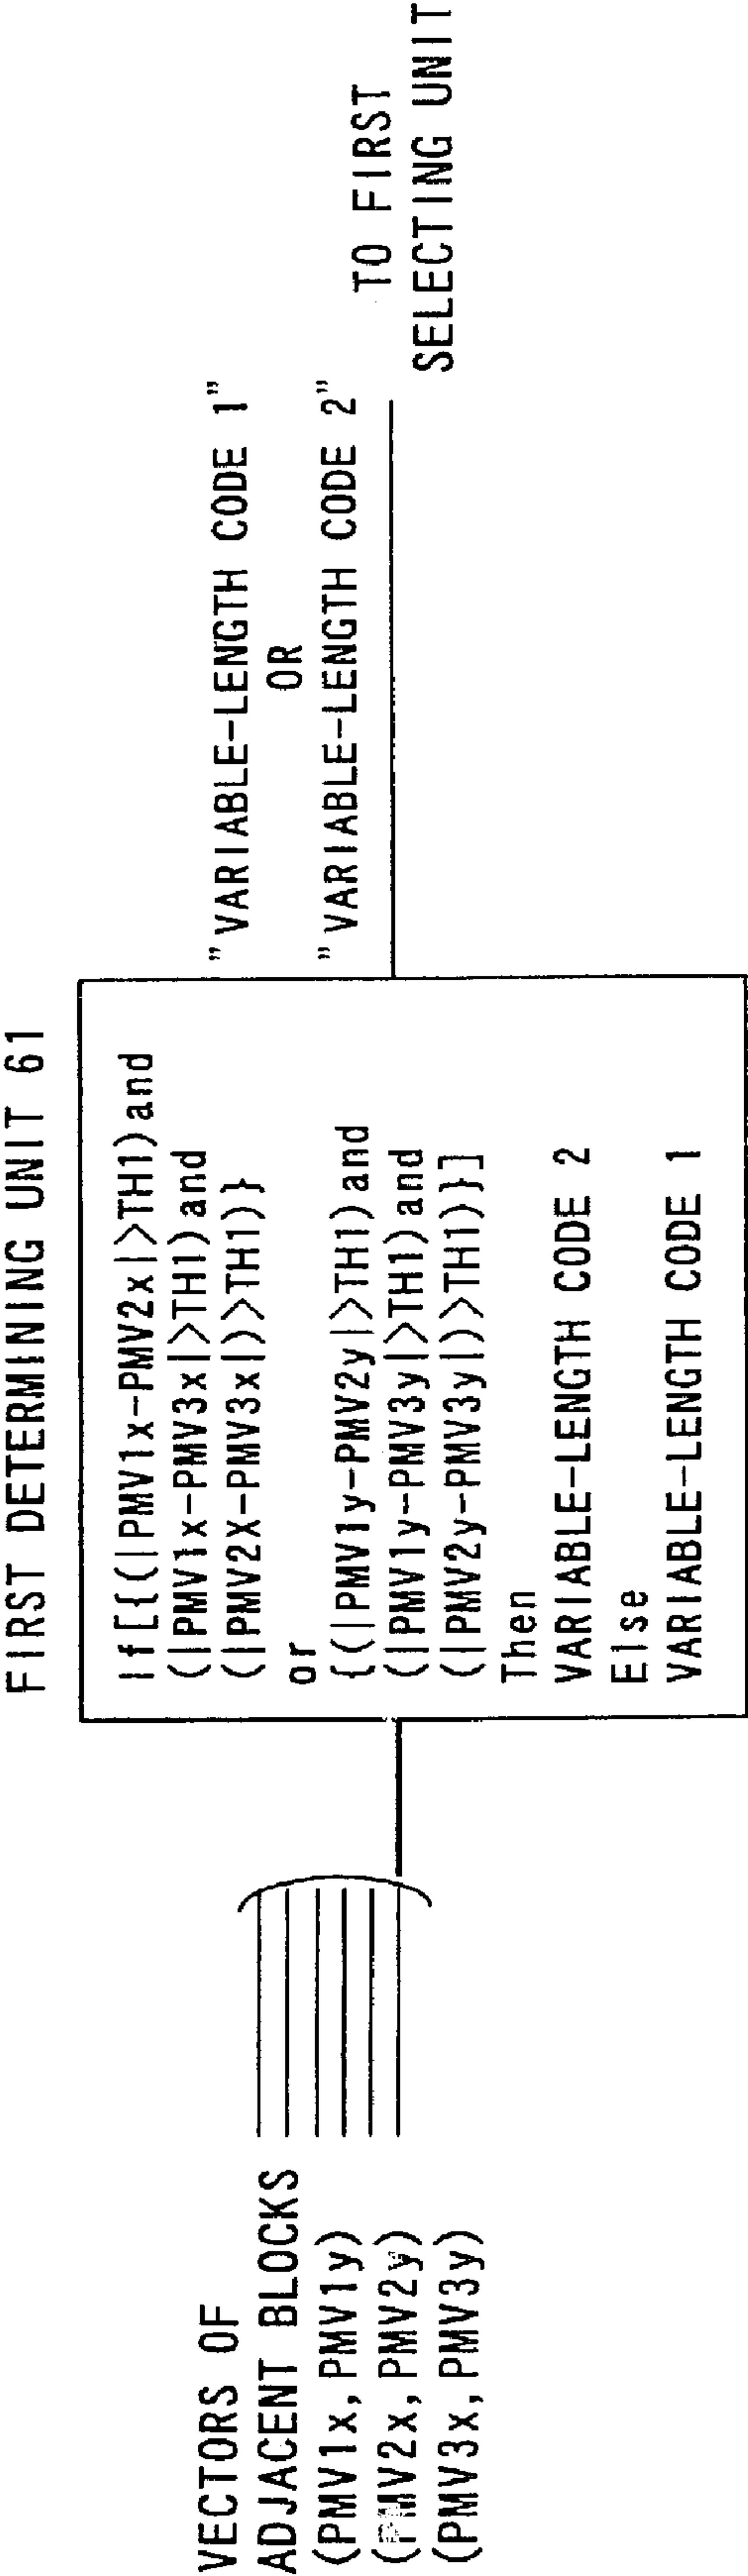 FIRST DETERMINING UNIT 61
VECTORS OF
ADJACENT BLOCKS
(PMV1x, PMV1y)
(PMV2x, PMV2y)
(PMV3x, PMV3y)
If[{(|PMV1x-PMV2x|>TH1)and
(|PMV1x-PMV3x|>TH1)and
(|PMV2X-PMV3x|)>TH1)}
or
{(|PMV1y-PMV2y|>TH1)and
(|PMV1y-PMV3y|>TH1)and
(|PMV2y-PMV3y|)>TH1)}]
Then
VARIABLE-LENGTH CODE 2
Else
VARIABLE-LENGTH CODE 1
"VARIABLE-LENGTH CODE 1"
OR
"VARIABLE-LENGTH CODE 2"
TO FIRST
SELECTING UNIT